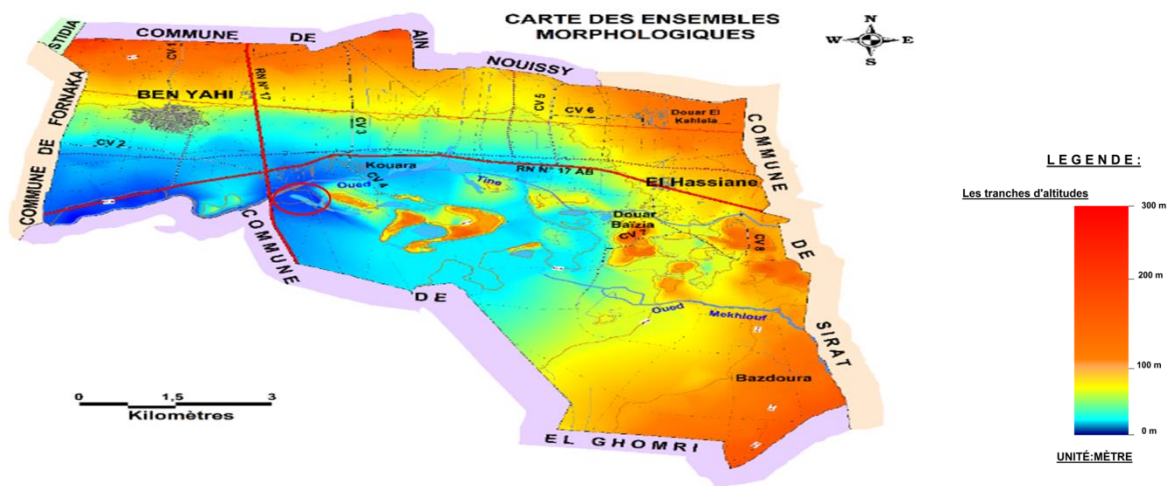 CARTE DES ENSEMBLES
MORPHOLOGIQUES
N
W E
S
STIDIA
COMMUNE DE AIN NOUISSY
COMMUNE DE FORNAKA
CV 1
RN N° 17
CV 3
CV 5
CV 6
BEN YAHI
Douar El
Kehlela
CV 2
Kouara
CV 4
RN N° 17 AB
Oued Tine
El Hassiane
Douar
Baïzia
CV 7
CV 8
COMMUNE DE SIRAT
COMMUNE DE EL GHOMRI
Oued Mekhlouf
Bazdoura
0 1,5 3
Kilomètres
LEGENDE:
Les tranches d'altitudes
300 m
200 m
100 m
0 m
UNITÉ:MÈTRE